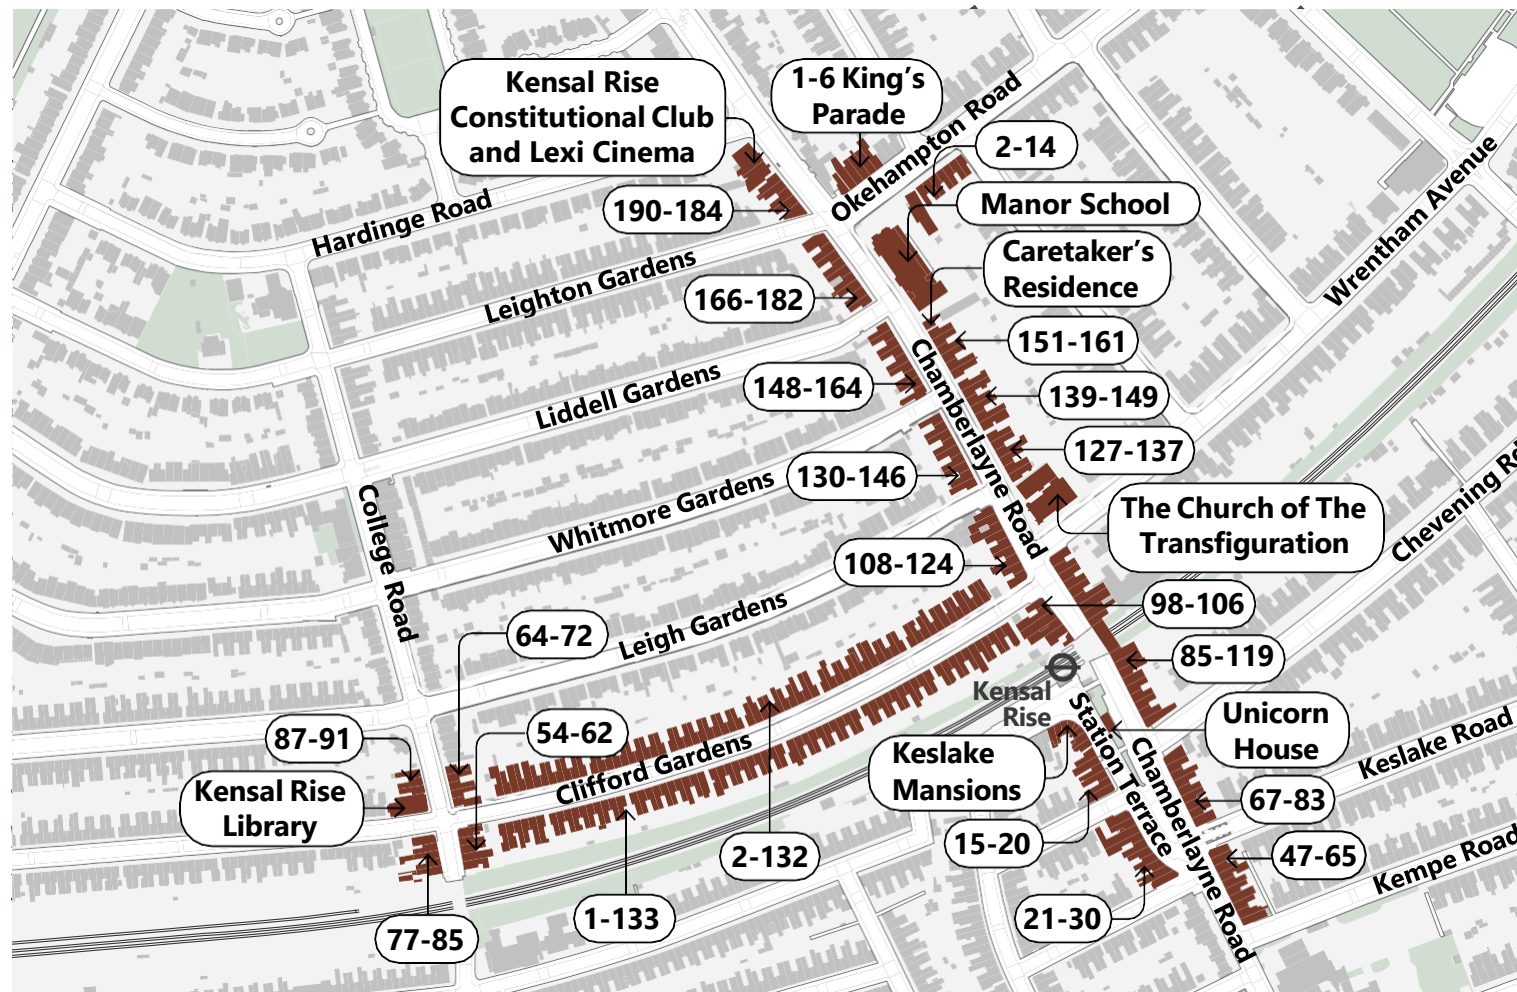 Kensal Rise
Constitutional Club
and Lexi Cinema
1-6 King's
Parade
Okehampton Road
2-14
190-184
Manor School
Hardinge Road
Caretaker's
Residence
Wrentham Avenue
Leighton Gardens
166-182
151-161
Chamberlayne Road
Liddell Gardens
148-164
139-149
127-137
130-146
Whitmore Gardens
College Road
The Church of The
Transfiguration
Chevening
108-124
98-106
Leigh Gardens
64-72
85-119
Kensal
Rise
Station Terrace
Unicorn
House
87-91
54-62
Clifford Gardens
Keslake
Mansions
Chamberlayne Road
Keslake Road
Kensal Rise
Library
67-83
2-132
15-20
47-65
Kempe Road
77-85
1-133
21-30